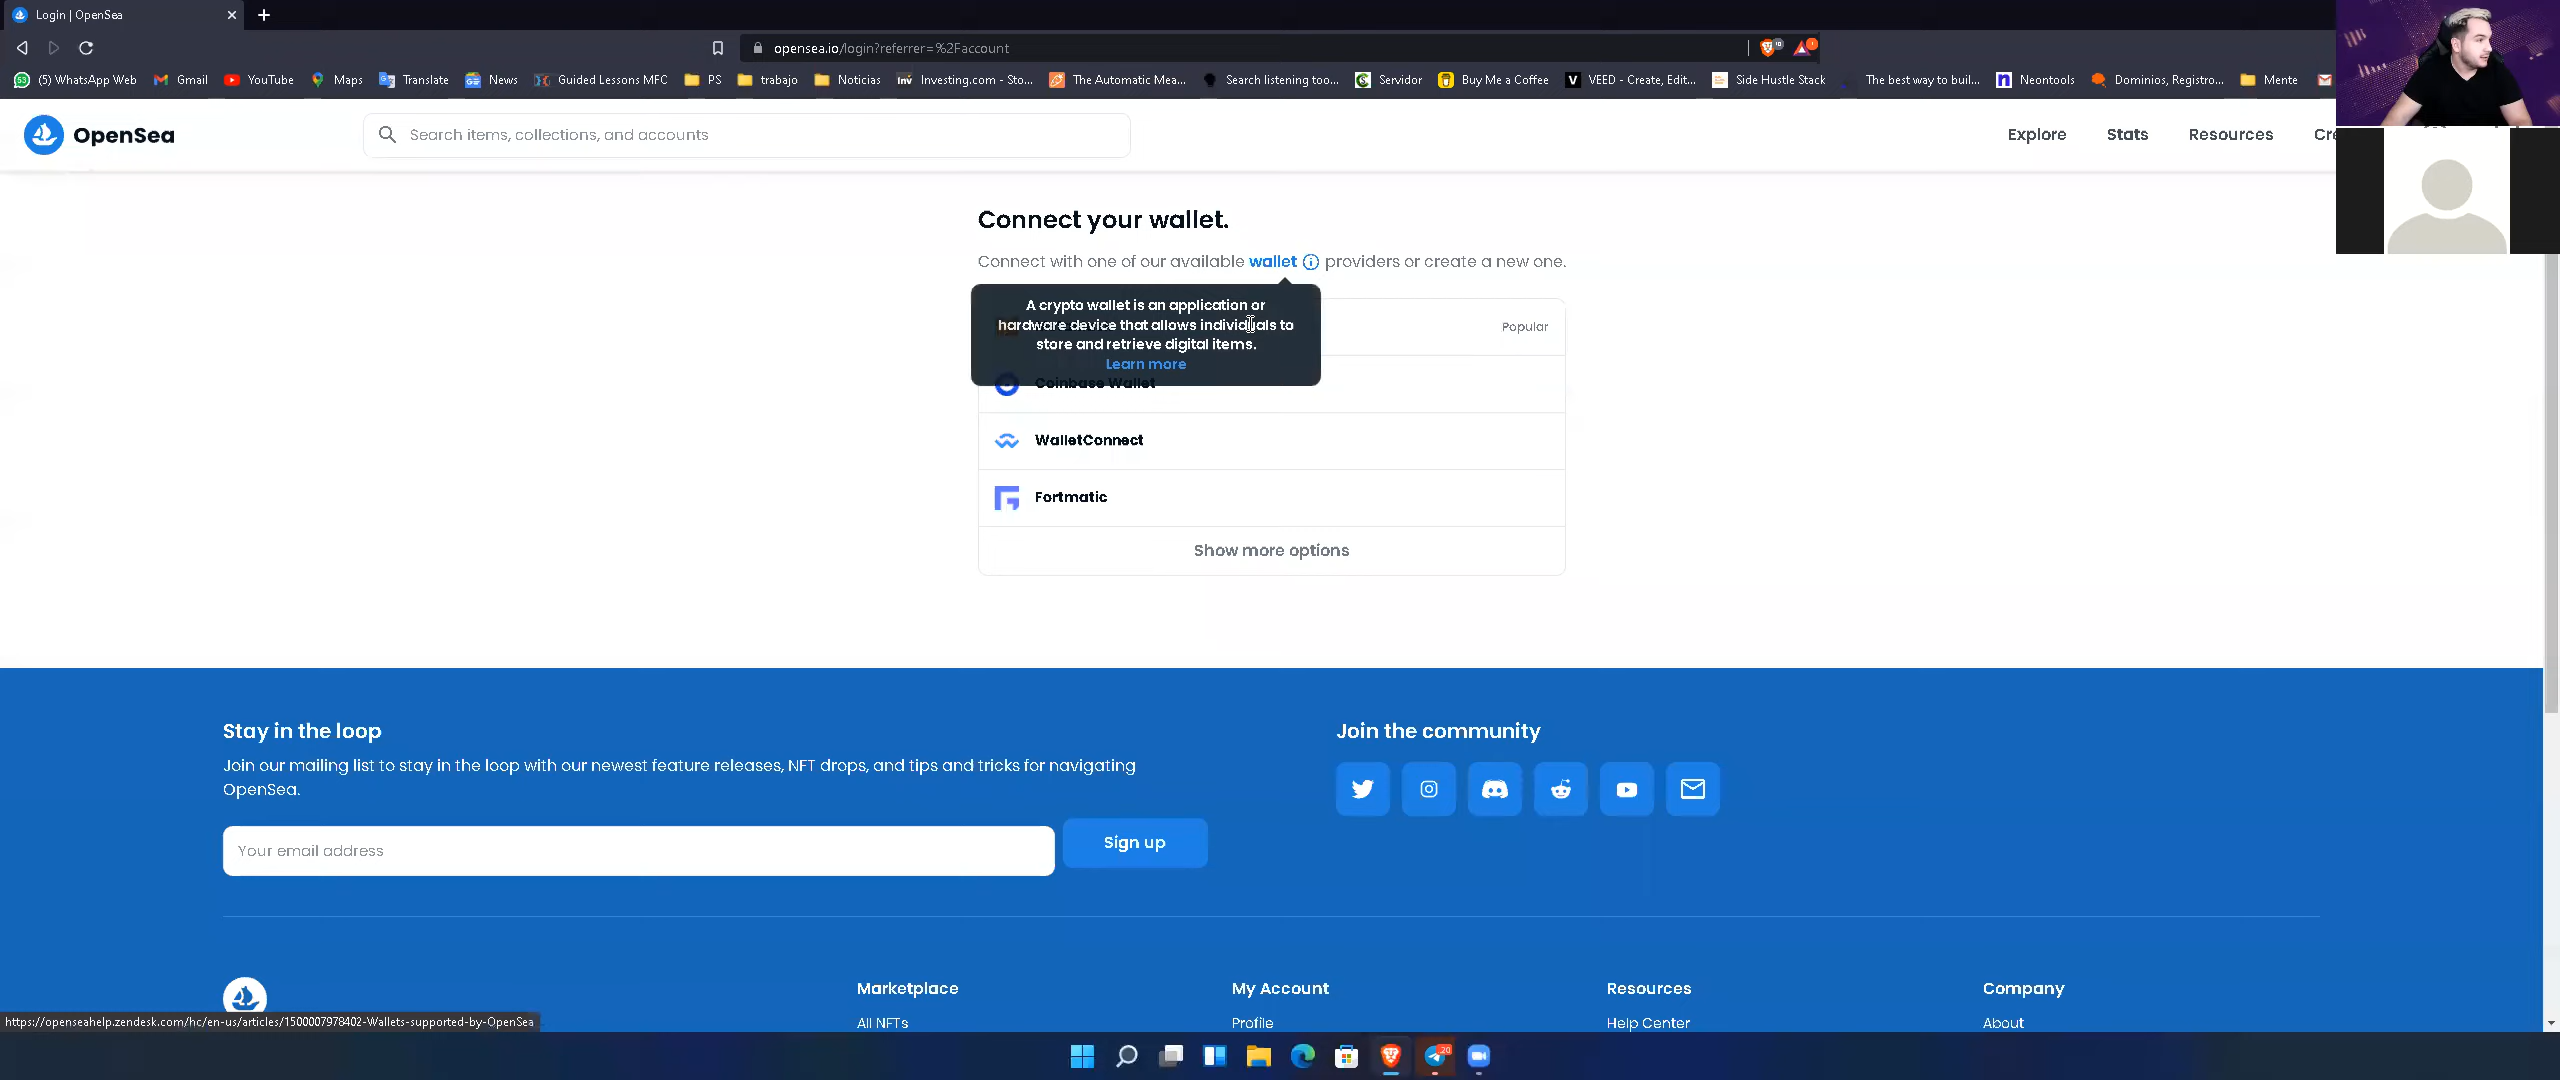 Login | OpenSea
opensea.io/login?referrer=%2Faccount
(5) WhatsApp Web
Gmail
YouTube
Maps
Translate
News
Guided Lessons MFC
PS
trabajo
Noticias
Investing.com - Sto...
The Automatic Mea...
Search listening too...
Servidor
Buy Me a Coffee
VEED - Create, Edit...
Side Hustle Stack
The best way to buil...
Neontools
Dominios, Registro...
Mente
OpenSea
Search items, collections, and accounts
Explore
Stats
Resources
Cre
Connect your wallet.
Connect with one of our available wallet providers or create a new one.
A crypto wallet is an application or
hardware device that allows individuals to
store and retrieve digital items.
Learn more
Popular
Coinbase Wallet
WalletConnect
Fortmatic
Show more options
Stay in the loop
Join our mailing list to stay in the loop with our newest feature releases, NFT drops, and tips and tricks for navigating
OpenSea.
Your email address
Sign up
Join the community
Marketplace
My Account
Resources
Company
All NFTs
Profile
Help Center
About
https://openseahelp.zendesk.com/hc/en-us/articles/1500007978402-Wallets-supported-by-OpenSea
20